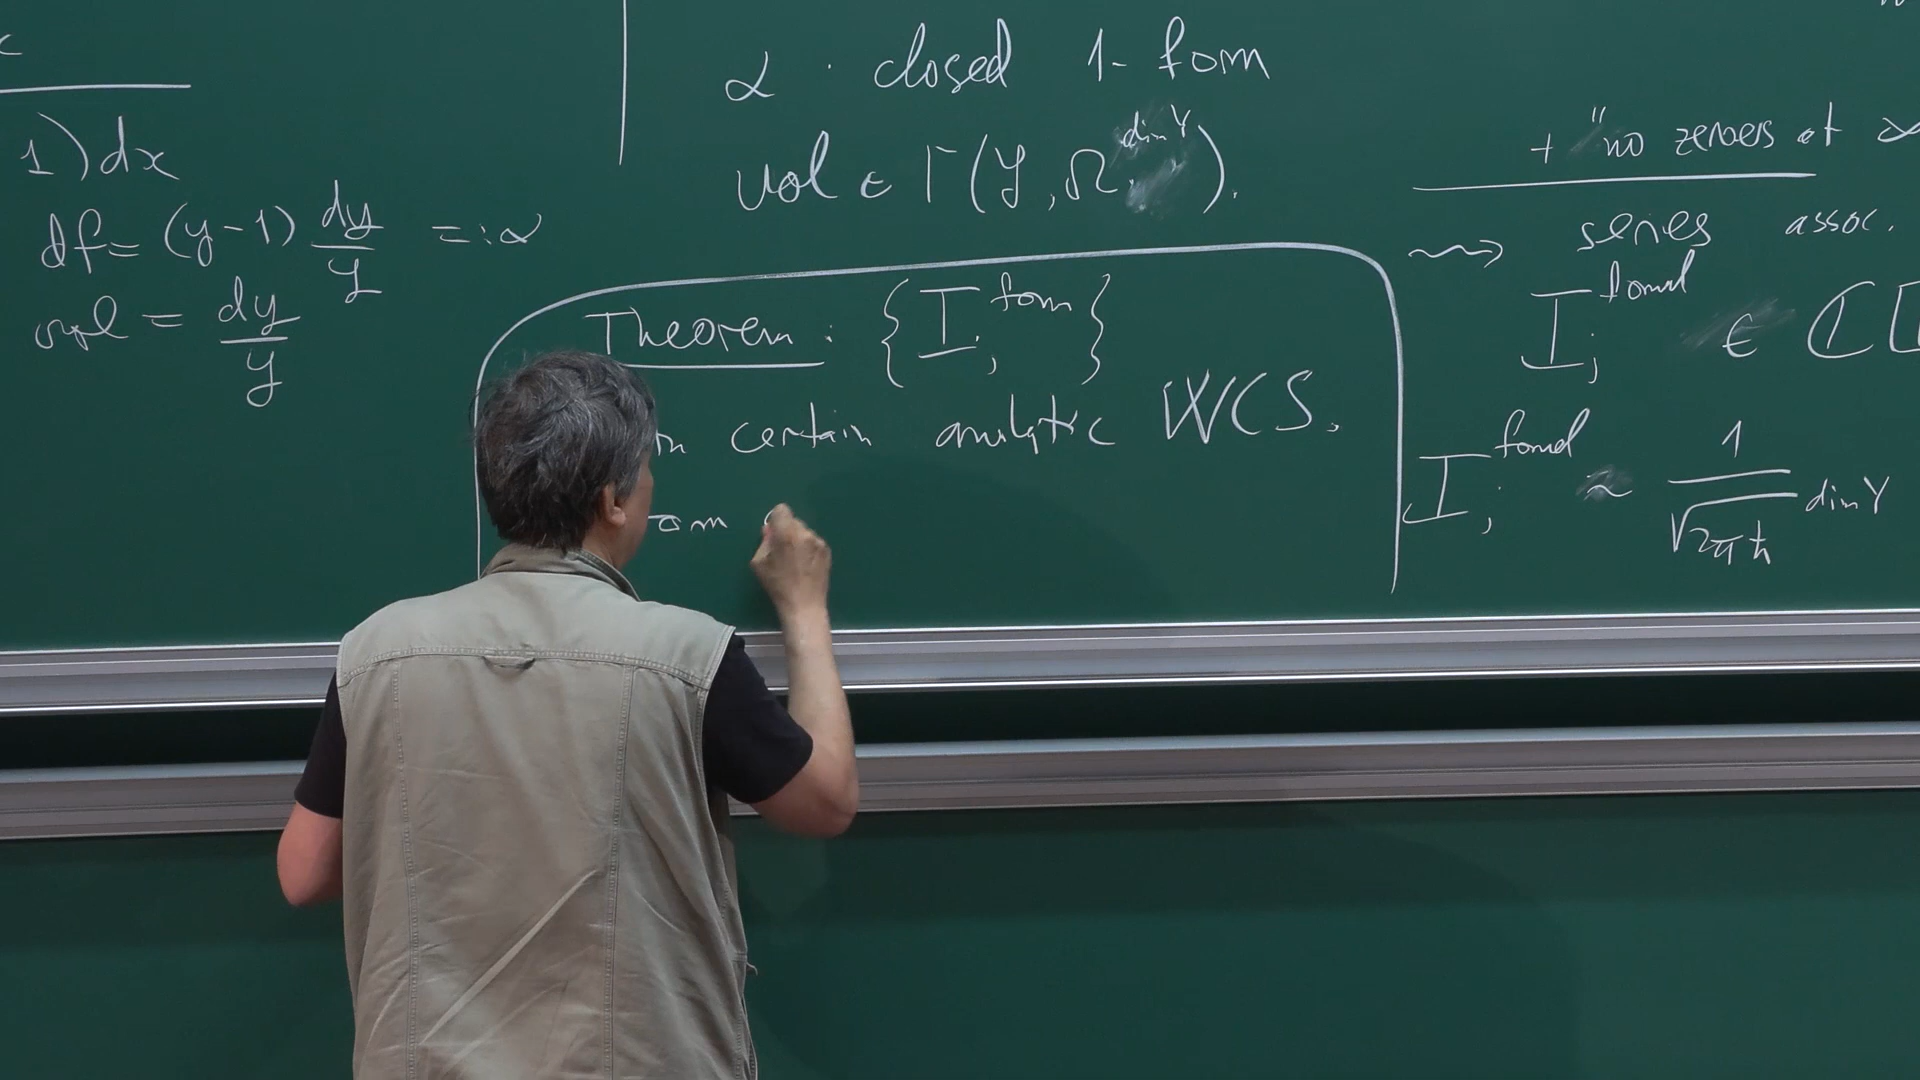 1) dx
df = (y-1) dy/y =: α
vol = dy/y
α . closed 1-form
vol ∈ Γ(Y, Ω^{dim Y}).
Theorem: {I_i^{form}}
certain analytic WCS.
+ "no zeroes at ∞
⇝ series assoc.
I_i^{formal} ∈ ℂ[
I_i^{formal} ~ 1/√(2πħ)^{dim Y}